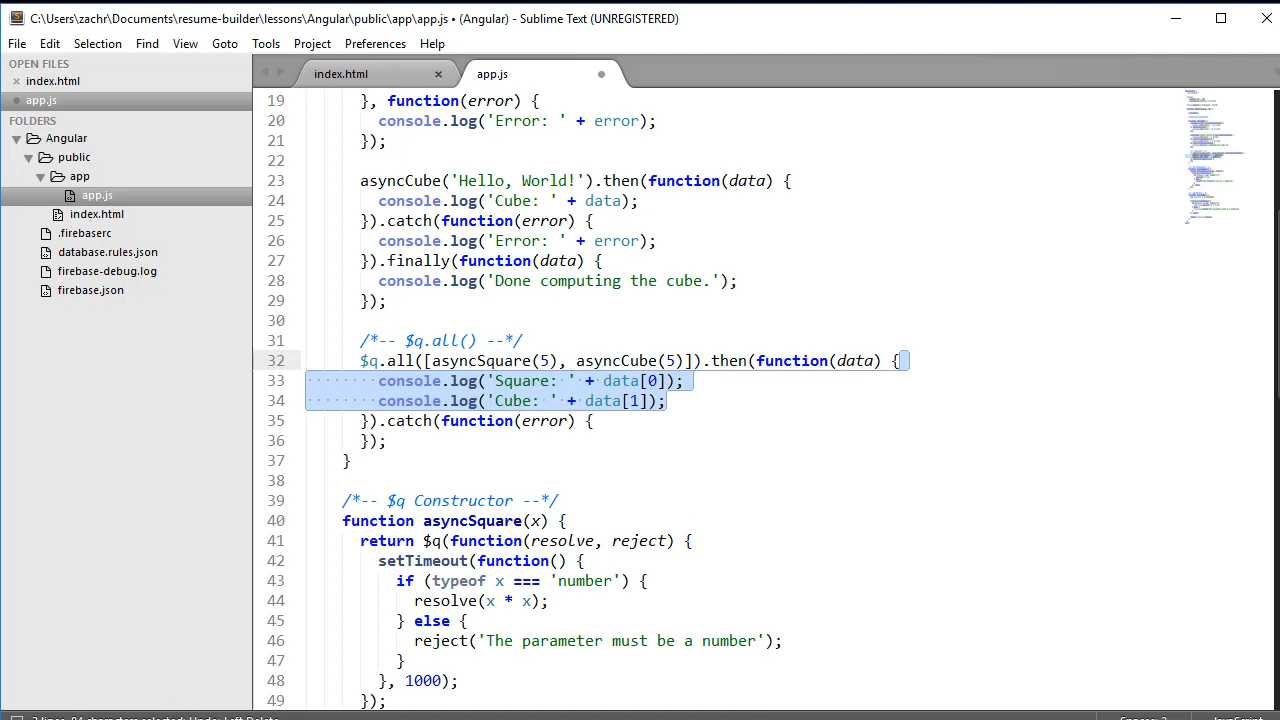 C:\Users\zachr\Documents\resume-builder\lessons\Angular\public\app\app.js • (Angular) - Sublime Text (UNREGISTERED)
File Edit Selection Find View Goto Tools Project Preferences Help
OPEN FILES
index.html
app.js
FOLDERS
Angular
public
app
app.js
index.html
.firebaserc
database.rules.json
firebase-debug.log
firebase.json
index.html app.js
19 }, function(error) {
20 console.log('Error: ' + error);
21 });
22
23 asyncCube('Hello, World!').then(function(data) {
24 console.log('Cube: ' + data);
25 }).catch(function(error) {
26 console.log('Error: ' + error);
27 }).finally(function(data) {
28 console.log('Done computing the cube.');
29 });
30
31 /*-- $q.all() --*/
32 $q.all([asyncSquare(5), asyncCube(5)]).then(function(data) {
33 console.log('Square: ' + data[0]);
34 console.log('Cube: ' + data[1]);
35 }).catch(function(error) {
36 });
37 }
38
39 /*-- $q Constructor --*/
40 function asyncSquare(x) {
41 return $q(function(resolve, reject) {
42 setTimeout(function() {
43 if (typeof x === 'number') {
44 resolve(x * x);
45 } else {
46 reject('The parameter must be a number');
47 }
48 }, 1000);
49 });